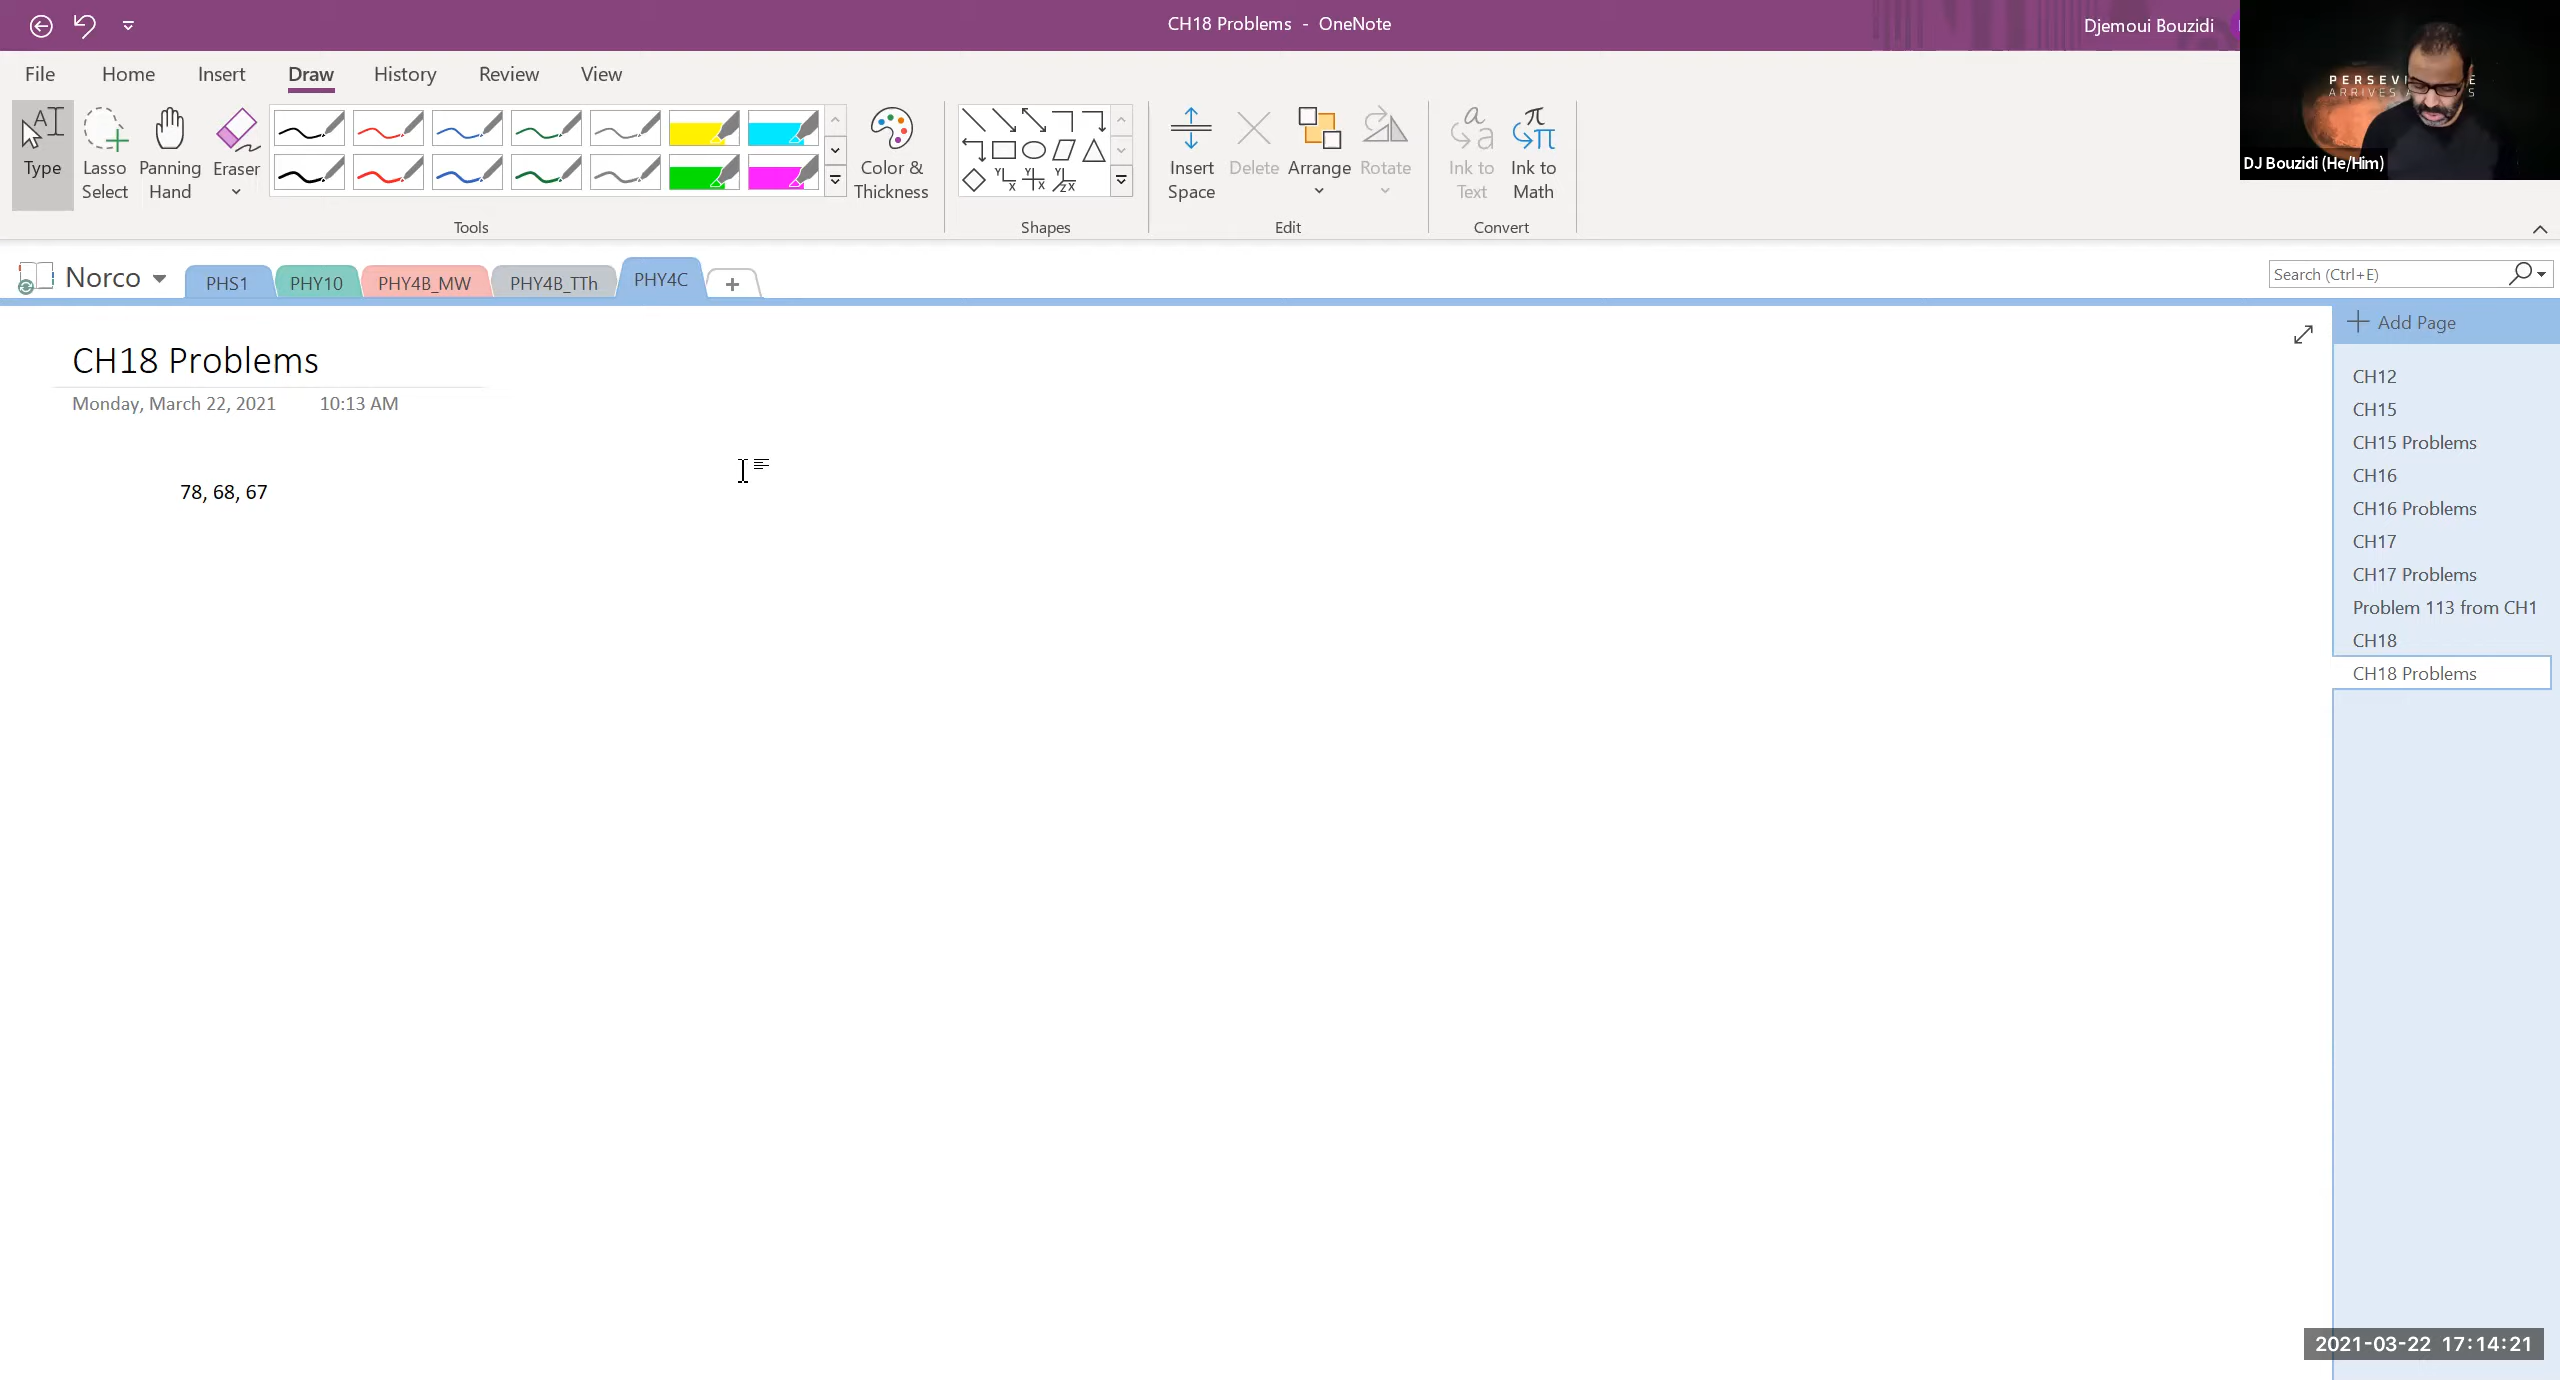 CH18 Problems - OneNote
Djemoui Bouzidi
File Home Insert Draw History Review View
Type
Lasso Select
Panning Hand
Eraser
Color & Thickness
Insert Space
Delete
Arrange
Rotate
Ink to Text
Ink to Math
Tools
Shapes
Edit
Convert
ARRIVES
DJ Bouzidi (He/Him)
Norco
PHS1
PHY10
PHY4B_MW
PHY4B_TTh
PHY4C
Search (Ctrl+E)
CH18 Problems
Monday, March 22, 2021 10:13 AM
78, 68, 67
Add Page
CH12
CH15
CH15 Problems
CH16
CH16 Problems
CH17
CH17 Problems
Problem 113 from CH1
CH18
CH18 Problems
2021-03-22 17:14:21